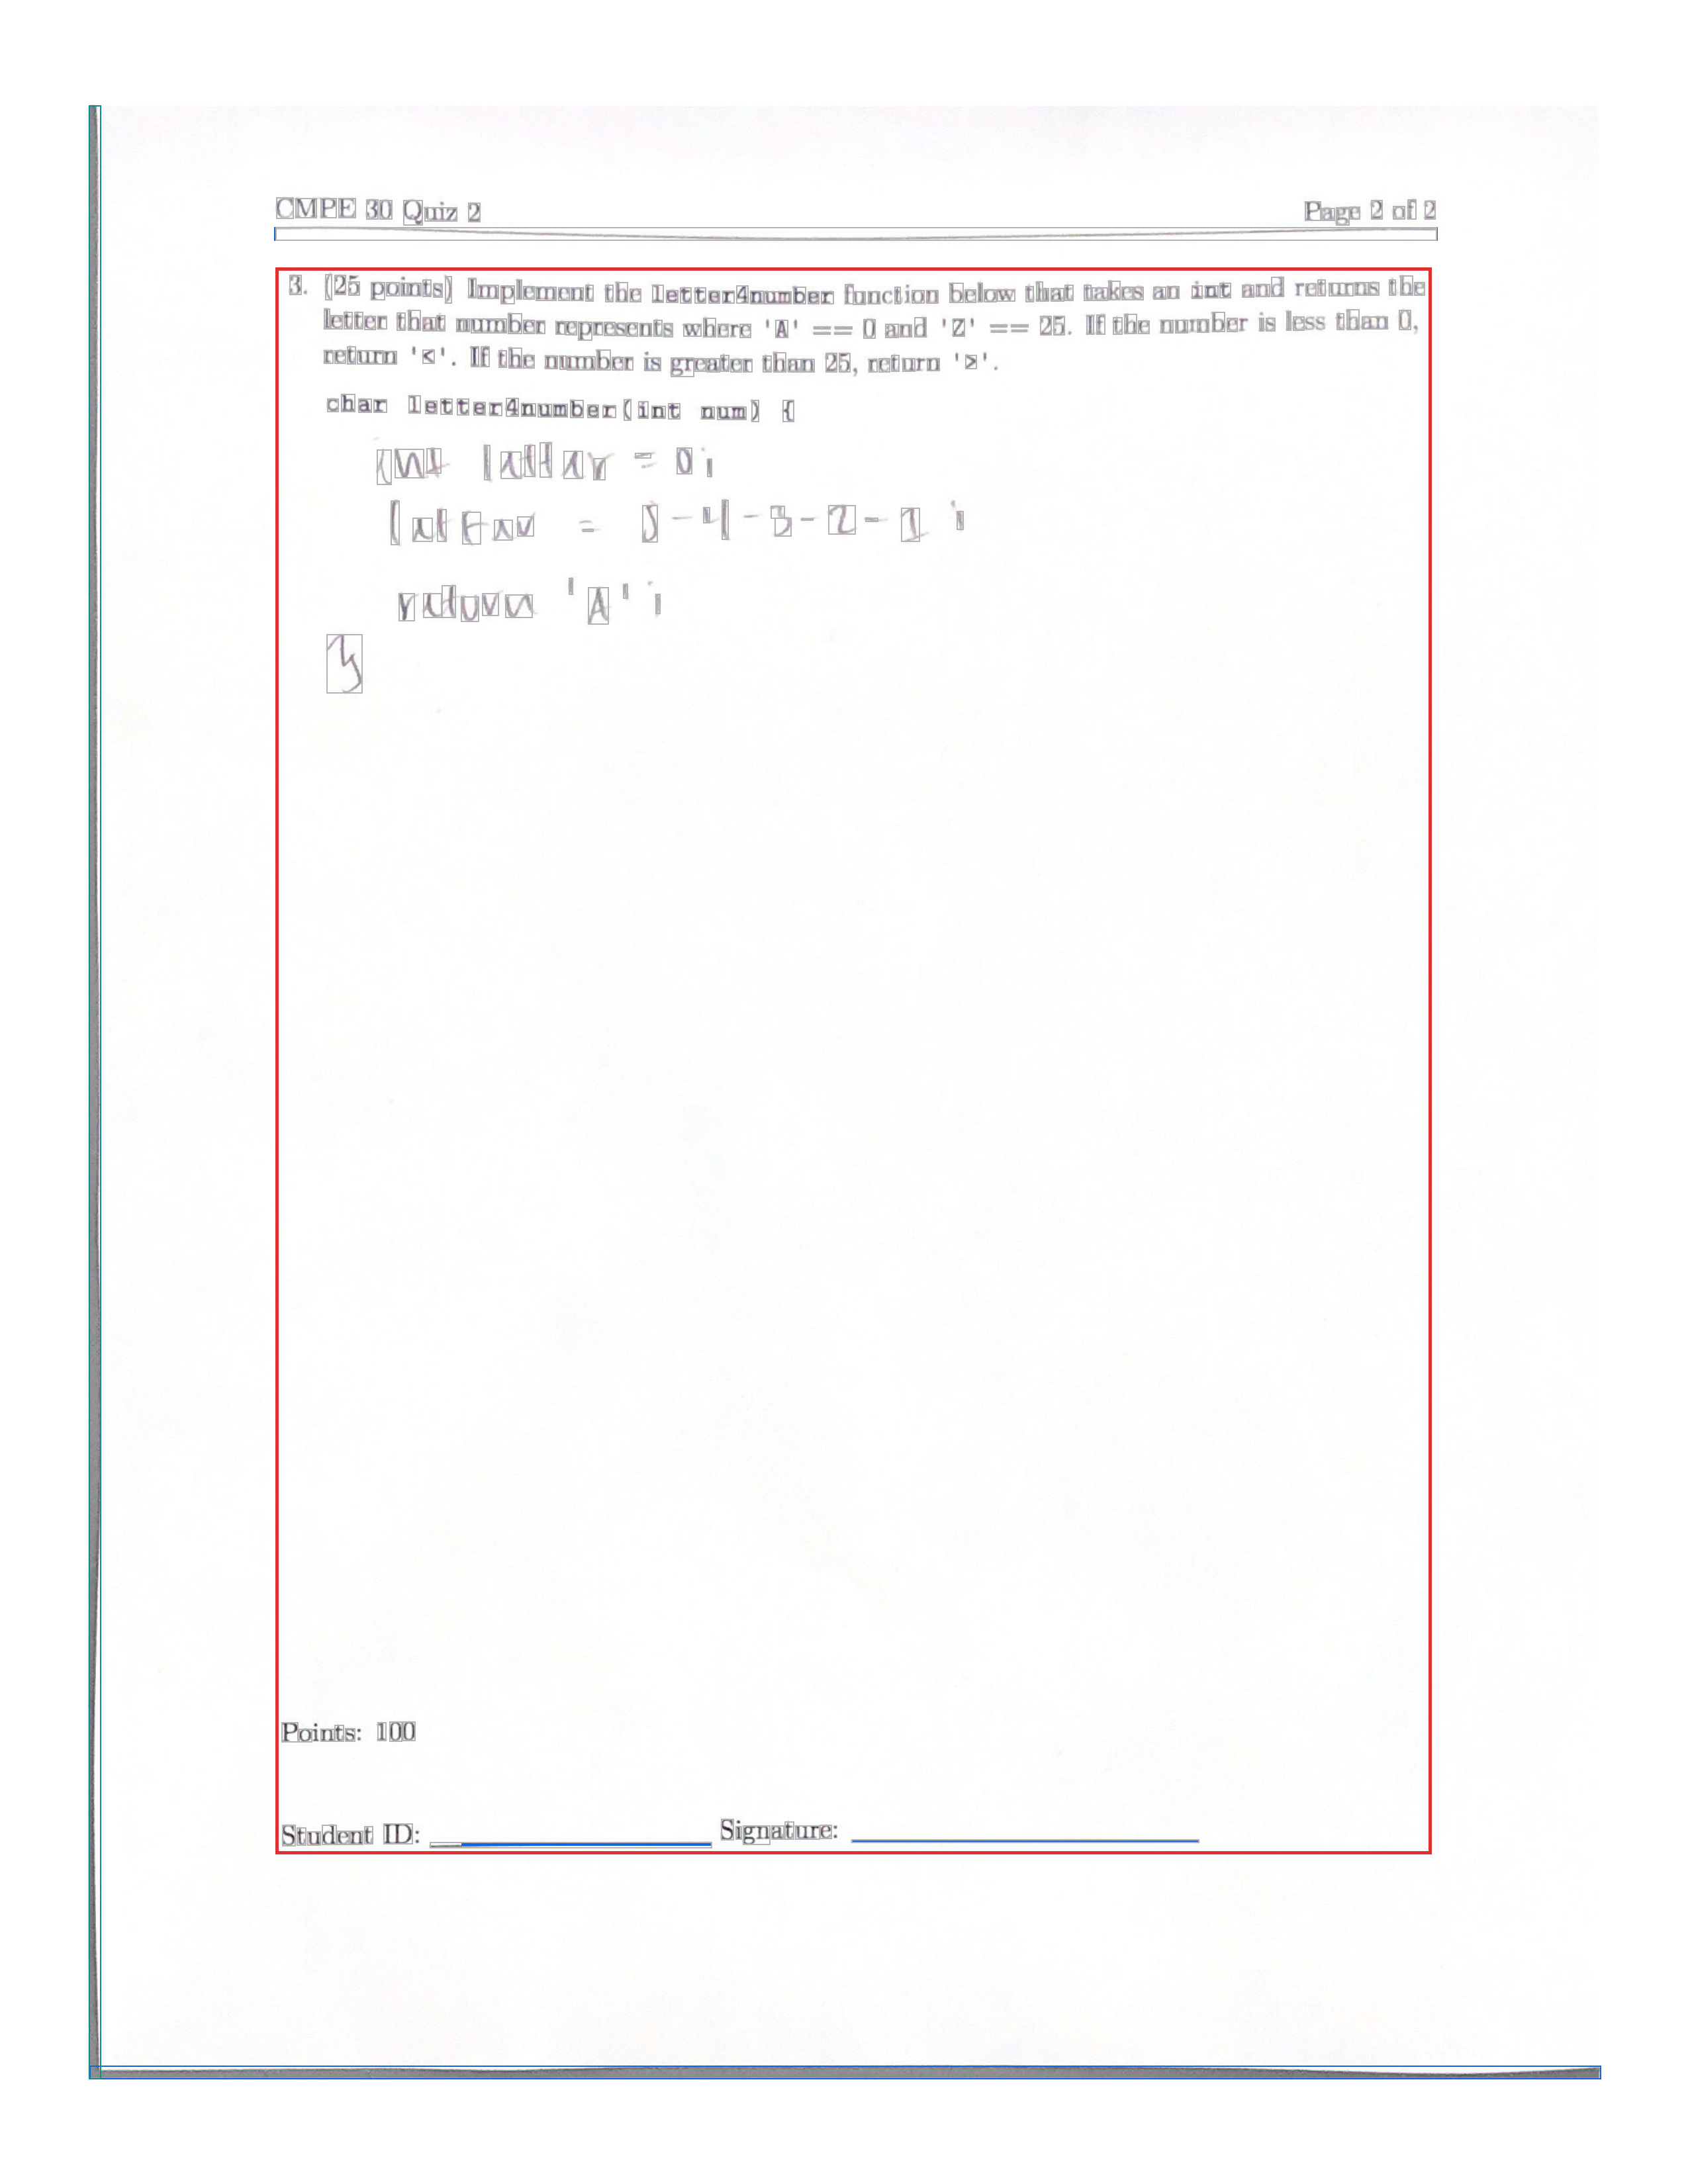 CMPE 30 Quiz 2 Page 2 of 2
3. (25 points) Implement the letter4number function below that takes an int and returns the
letter that number represents where 'A' == 0 and 'Z' == 25. If the number is less than 0,
return '<'. If the number is greater than 25, return '>'.
char letter4number(int num) {
int letter = 0;
letter = 5-4-3-2-1;
return 'A';
}
Points: 100
Student ID: Signature: